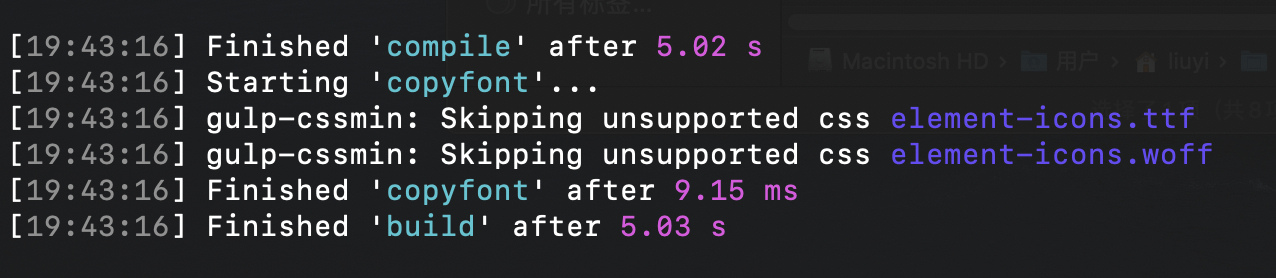 所有标签...
Macintosh HD › 用户 › liuyi ›
[19:43:16] Finished 'compile' after 5.02 s
[19:43:16] Starting 'copyfont'...
[19:43:16] gulp-cssmin: Skipping unsupported css element-icons.ttf
[19:43:16] gulp-cssmin: Skipping unsupported css element-icons.woff
[19:43:16] Finished 'copyfont' after 9.15 ms
[19:43:16] Finished 'build' after 5.03 s